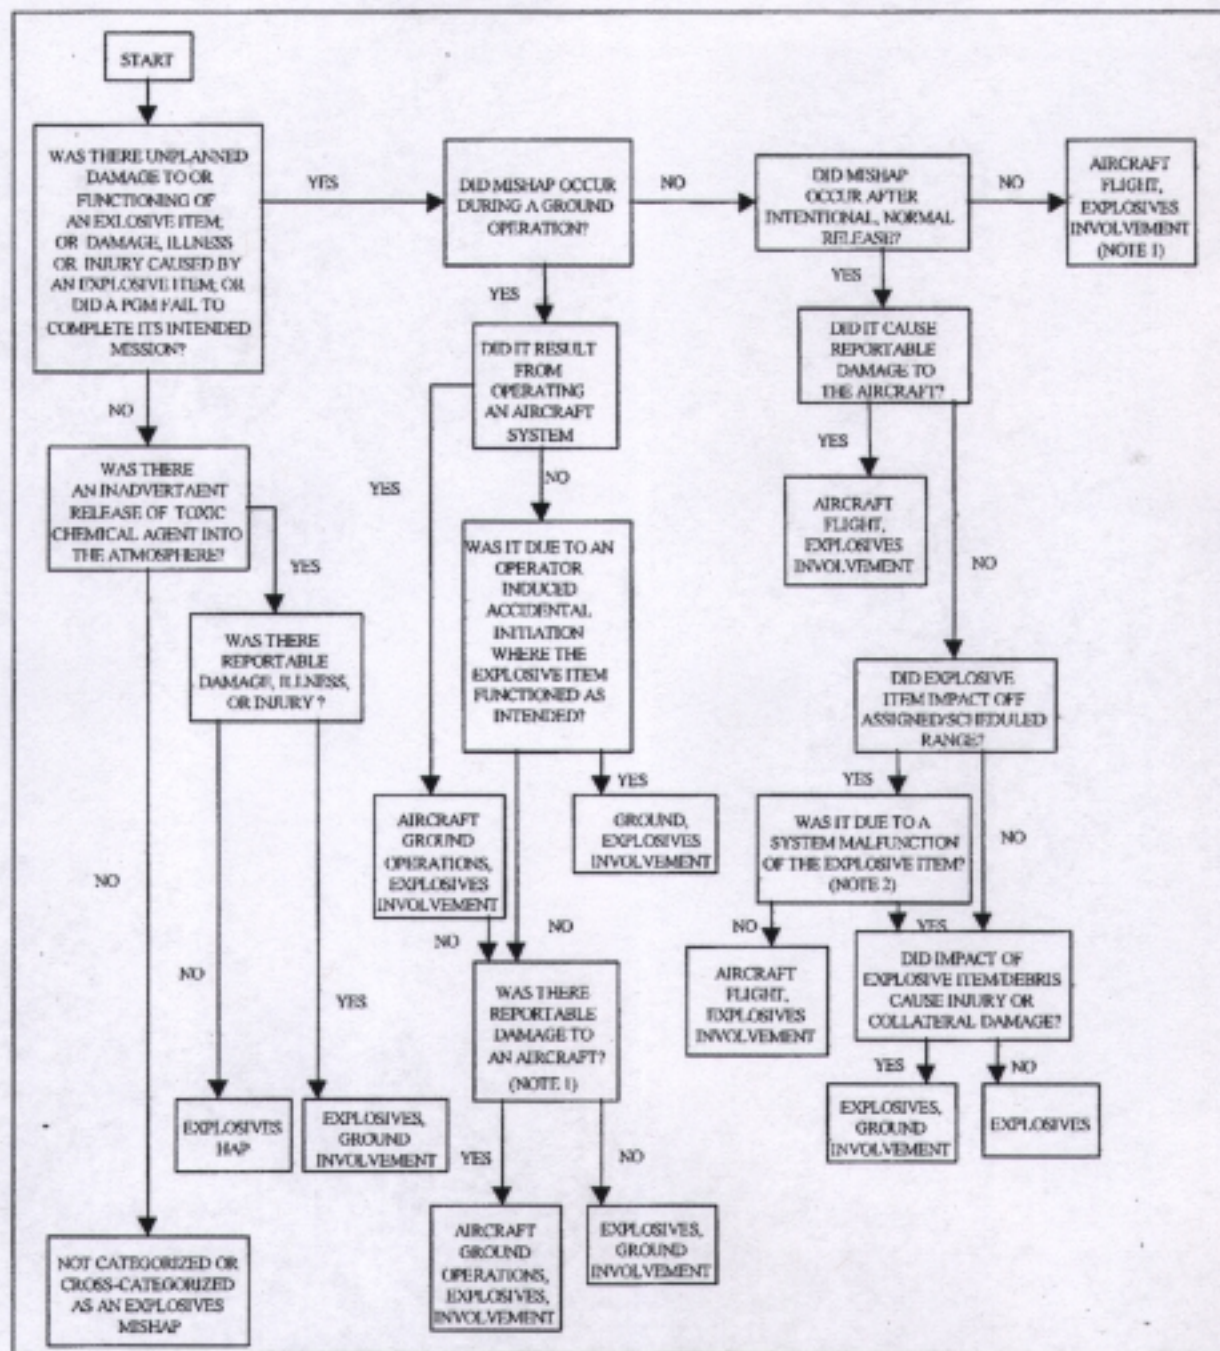 START
WAS THERE UNPLANNED
DAMAGE TO OR
FUNCTIONING OF
AN EXLOSIVE ITEM;
OR DAMAGE, ILLNESS
OR INJURY CAUSED BY
AN EXPLOSIVE ITEM; OR
DID A PGM FAIL TO
COMPLETE ITS INTENDED
MISSION?
YES
DID MISHAP OCCUR
DURING A GROUND
OPERATION?
NO
DID MISHAP
OCCUR AFTER
INTENTIONAL, NORMAL
RELEASE?
NO
AIRCRAFT
FLIGHT,
EXPLOSIVES
INVOLVEMENT
(NOTE 1)
YES
YES
DID IT RESULT
FROM
OPERATING
AN AIRCRAFT
SYSTEM
DID IT CAUSE
REPORTABLE
DAMAGE TO
THE AIRCRAFT?
NO
WAS THERE
AN INADVERTAENT
RELEASE OF TOXIC
CHEMICAL AGENT INTO
THE ATMOSPHERE?
YES
NO
YES
AIRCRAFT
FLIGHT,
EXPLOSIVES
INVOLVEMENT
NO
YES
WAS IT DUE TO AN
OPERATOR
INDUCED
ACCIDENTAL
INITIATION
WHERE THE
EXPLOSIVE ITEM
FUNCTIONED AS
INTENDED?
WAS THERE
REPORTABLE
DAMAGE, ILLNESS,
OR INJURY ?
DID EXPLOSIVE
ITEM IMPACT OFF
ASSIGNED/SCHEDULED
RANGE?
YES
YES
NO
AIRCRAFT
GROUND
OPERATIONS,
EXPLOSIVES
INVOLVEMENT
GROUND,
EXPLOSIVES
INVOLVEMENT
WAS IT DUE TO A
SYSTEM MALFUNCTION
OF THE EXPLOSIVE ITEM?
(NOTE 2)
NO
NO
NO
NO
YES
NO
YES
WAS THERE
REPORTABLE
DAMAGE TO
AN AIRCRAFT?
(NOTE 1)
AIRCRAFT
FLIGHT,
EXPLOSIVES
INVOLVEMENT
DID IMPACT OF
EXPLOSIVE ITEM/DEBRIS
CAUSE INJURY OR
COLLATERAL DAMAGE?
YES
NO
EXPLOSIVES
HAP
EXPLOSIVES,
GROUND
INVOLVEMENT
YES
NO
EXPLOSIVES,
GROUND
INVOLVEMENT
EXPLOSIVES
AIRCRAFT
GROUND
OPERATIONS,
EXPLOSIVES,
INVOLVEMENT
EXPLOSIVES,
GROUND
INVOLVEMENT
NOT CATEGORIZED OR
CROSS-CATEGORIZED
AS AN EXPLOSIVES
MISHAP